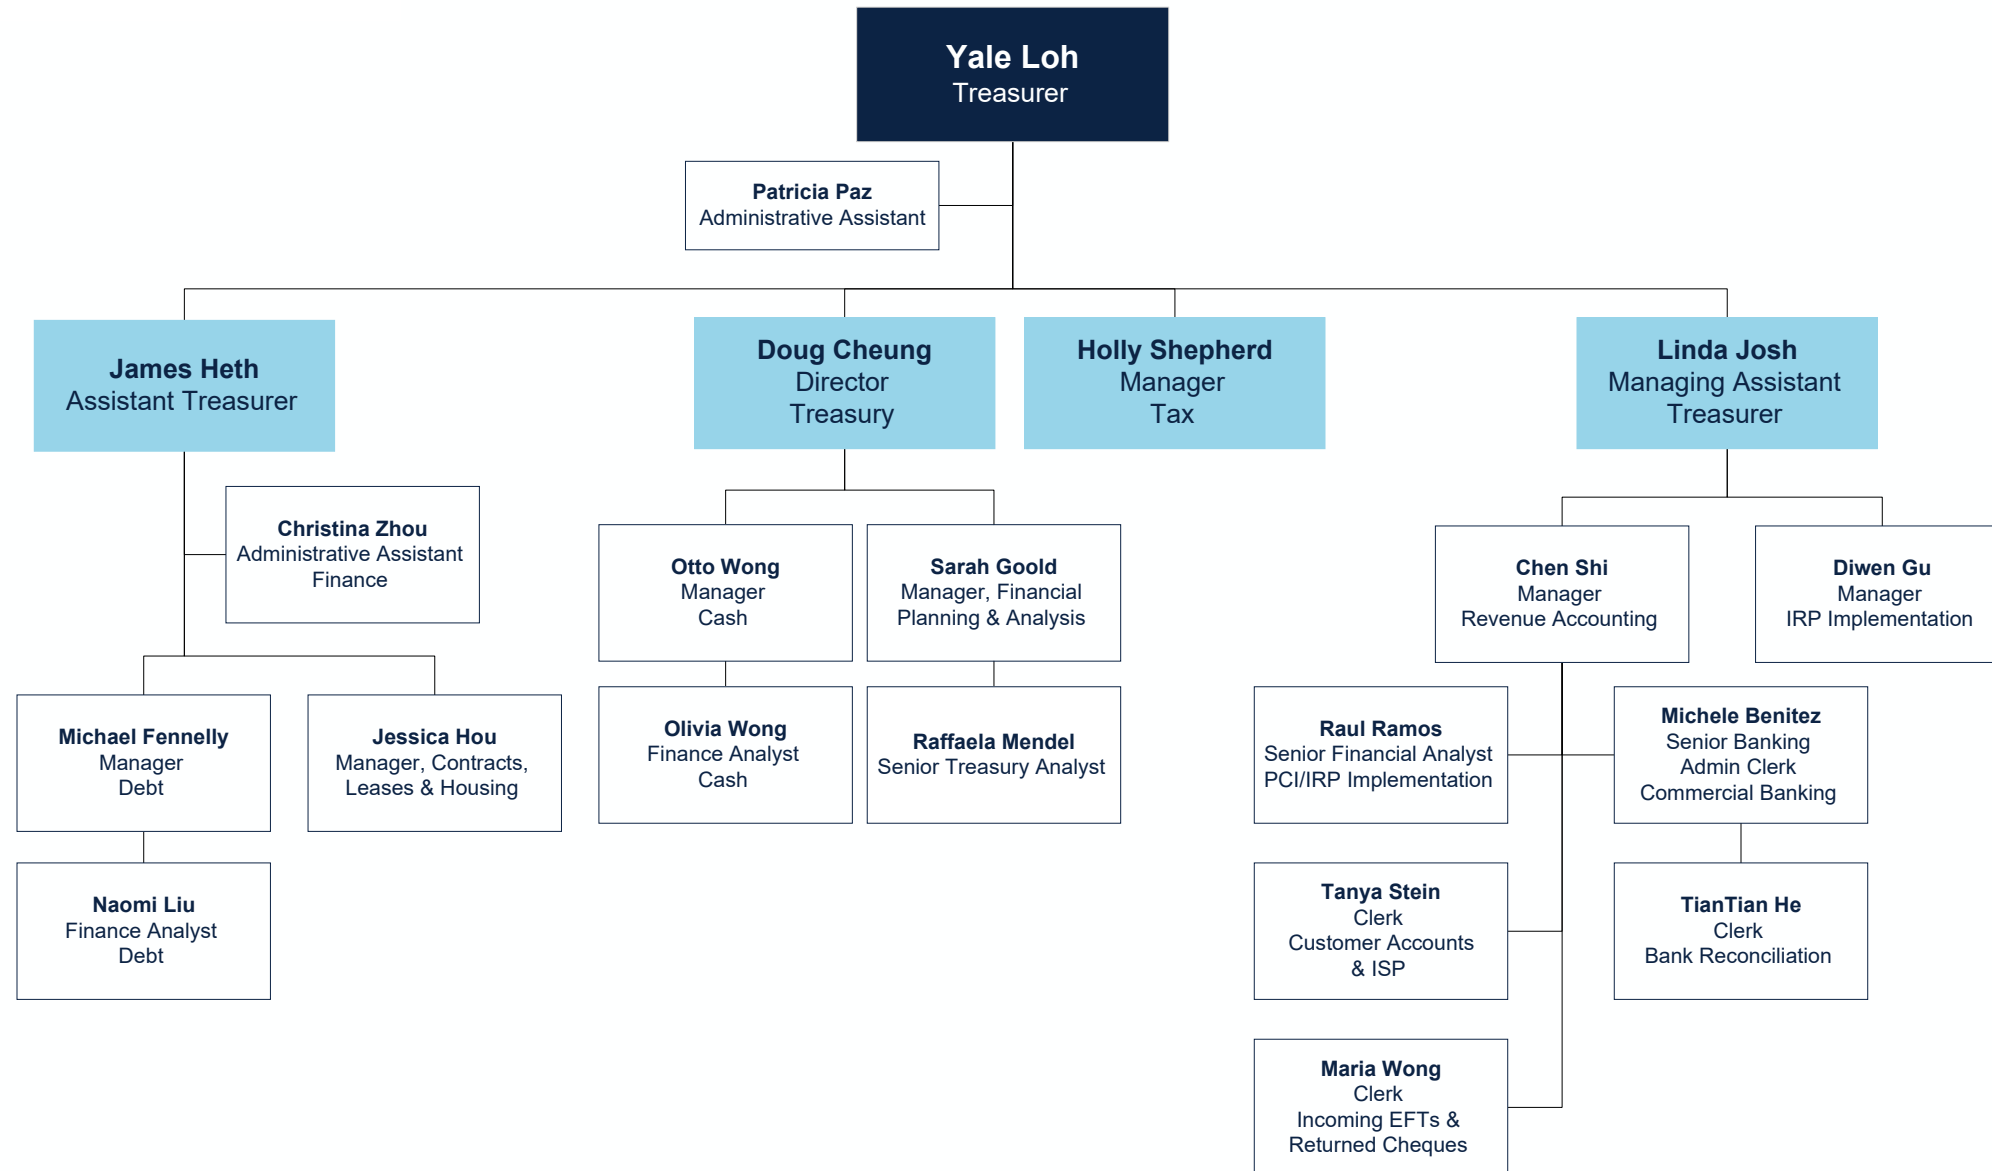 Yale Loh
Treasurer
Patricia Paz
Administrative Assistant
James Heth
Assistant Treasurer
Doug Cheung
Director
Treasury
Holly Shepherd
Manager
Tax
Linda Josh
Managing Assistant
Treasurer
Christina Zhou
Administrative Assistant
Finance
Otto Wong
Manager
Cash
Sarah Goold
Manager, Financial
Planning & Analysis
Chen Shi
Manager
Revenue Accounting
Diwen Gu
Manager
IRP Implementation
Michael Fennelly
Manager
Debt
Jessica Hou
Manager, Contracts,
Leases & Housing
Olivia Wong
Finance Analyst
Cash
Raffaela Mendel
Senior Treasury Analyst
Raul Ramos
Senior Financial Analyst
PCI/IRP Implementation
Michele Benitez
Senior Banking
Admin Clerk
Commercial Banking
Naomi Liu
Finance Analyst
Debt
Tanya Stein
Clerk
Customer Accounts
& ISP
TianTian He
Clerk
Bank Reconciliation
Maria Wong
Clerk
Incoming EFTs &
Returned Cheques